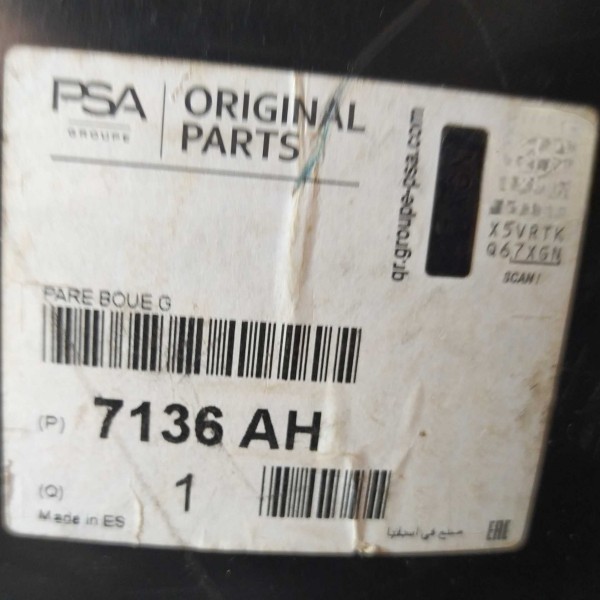 PSA
GROUPE
ORIGINAL
PARTS
qr.groupe-psa.com
X5VRTK
Q67XGN
SCAN!
PARE BOUE G
(P) 7136 AH
(Q) 1
Made in ES
صنع في أسبانيا
EAC